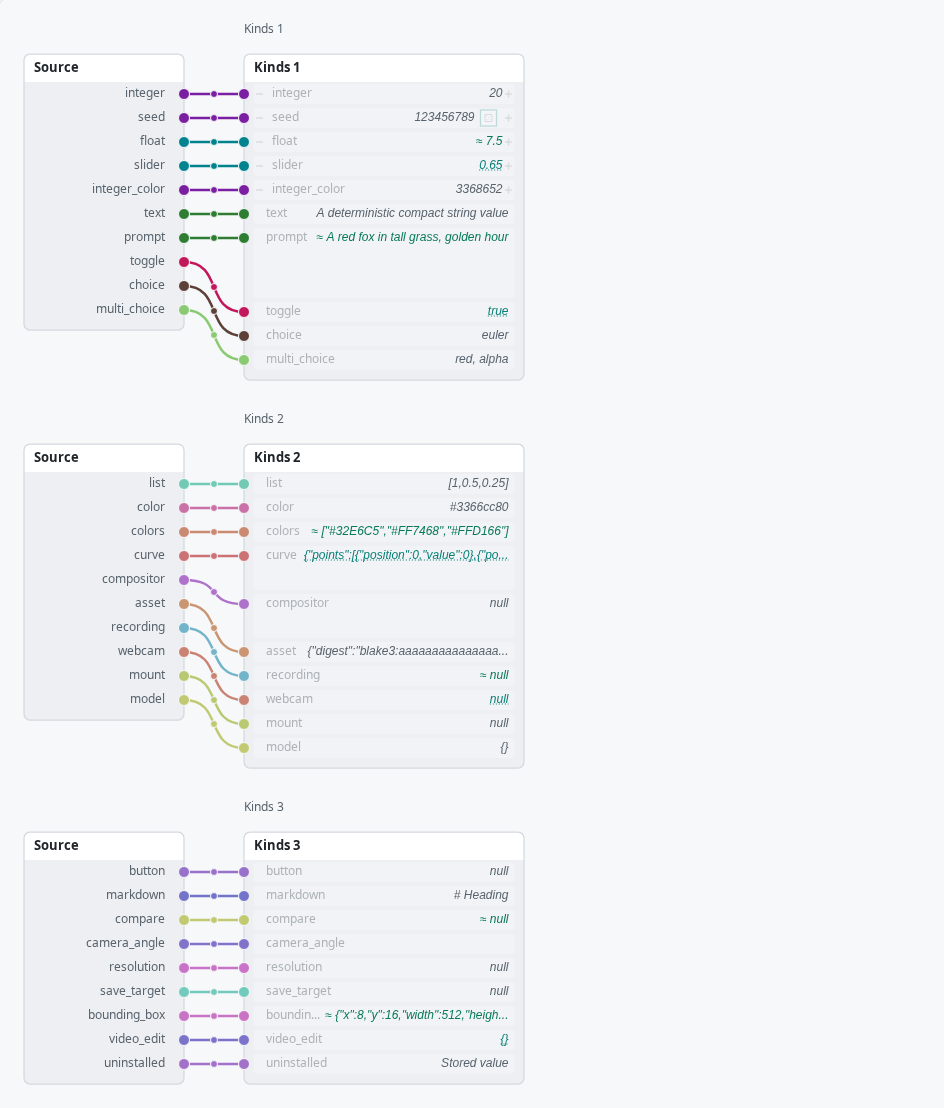 Kinds 1
Source
Kinds 1
integer
integer 20
seed
seed 123456789
float
float ≈ 7.5
slider
slider 0.65
integer_color
integer_color 3368652
text
text A deterministic compact string value
prompt
prompt ≈ A red fox in tall grass, golden hour
toggle
choice
multi_choice
toggle true
choice euler
multi_choice red, alpha
Kinds 2
Source
Kinds 2
list
list [1,0.5,0.25]
color
color #3366cc80
colors
colors ≈ ["#32E6C5","#FF7468","#FFD166"]
curve
curve {"points":[{"position":0,"value":0},{"po...
compositor
asset
compositor null
recording
webcam
asset {"digest":"blake3:aaaaaaaaaaaaaaa...
mount
recording ≈ null
model
webcam null
mount null
model {}
Kinds 3
Source
Kinds 3
button
button null
markdown
markdown # Heading
compare
compare ≈ null
camera_angle
camera_angle
resolution
resolution null
save_target
save_target null
bounding_box
boundin... ≈ {"x":8,"y":16,"width":512,"heigh...
video_edit
video_edit {}
uninstalled
uninstalled Stored value